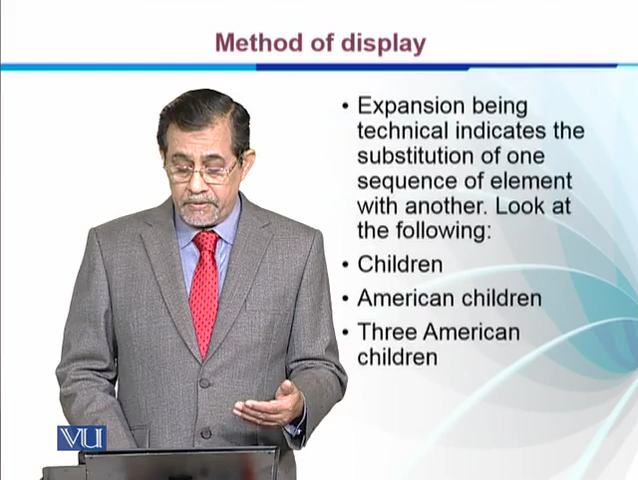 Method of display
• Expansion being
technical indicates the
substitution of one
sequence of element
with another. Look at
the following:
• Children
• American children
• Three American
children
VU